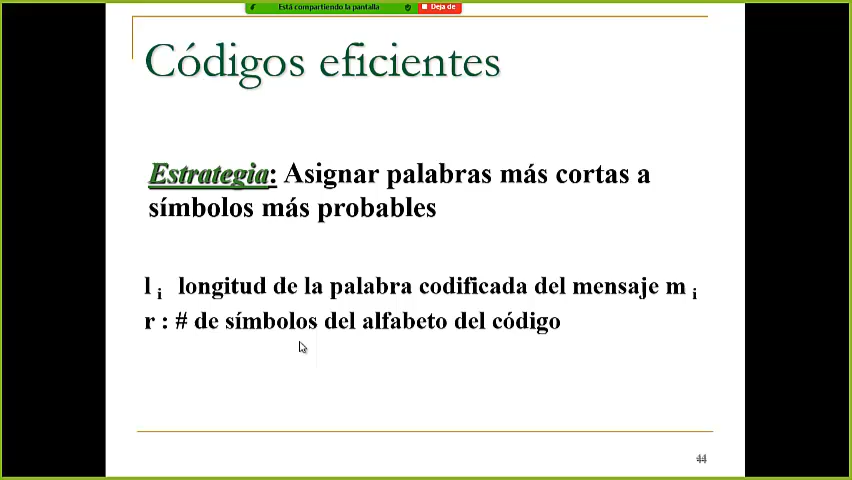 Está compartiendo la pantalla
Deja de
Códigos eficientes
Estrategia: Asignar palabras más cortas a
símbolos más probables
l i longitud de la palabra codificada del mensaje m i
r : # de símbolos del alfabeto del código
44